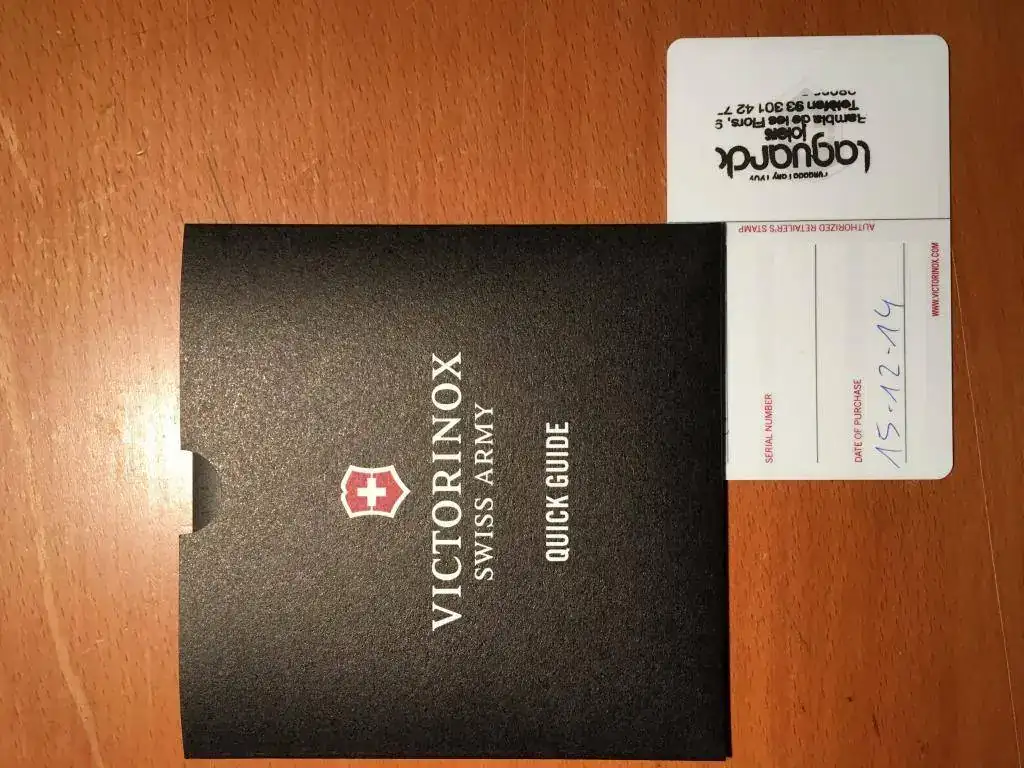 VICTORINOX
SWISS ARMY
QUICK GUIDE
SERIAL NUMBER
DATE OF PURCHASE
15-12-14
WWW.VICTORINOX.COM
AUTHORIZED RETAILER'S STAMP
laguard
joiers
Rambla de les Flors, 9
Telèfon 93 301 42 7